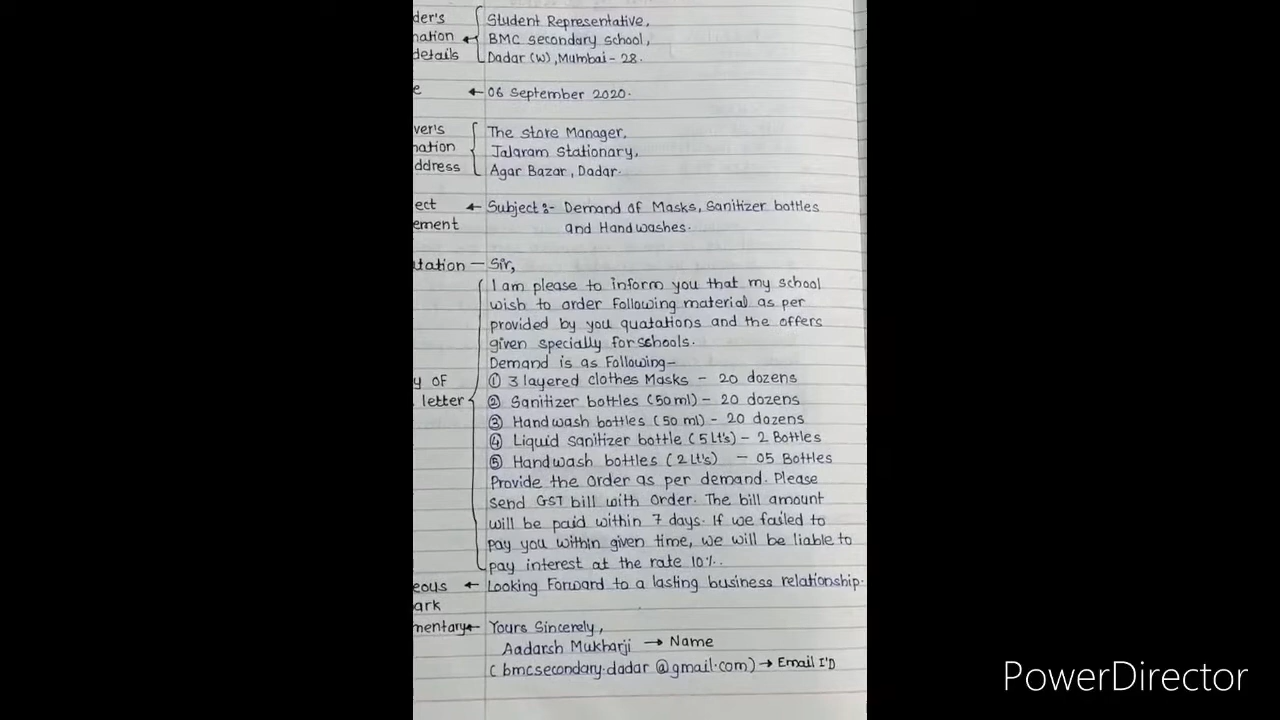 der's Student Representative,
nation ← BMC secondary school,
details Dadar (W), Mumbai - 28.
e ← 06 September 2020.
ver's The store Manager,
nation Jalaram Stationary,
ddress Agar Bazar, Dadar.
ect ← Subject :- Demand of Masks, Sanitizer bottles
ement and Handwashes.
tation — Sir,
I am please to inform you that my school
wish to order Following material as per
provided by you quatations and the offers
given specially for schools.
Demand is as Following-
① 3 layered clothes Masks - 20 dozens
y of
② Sanitizer bottles (50 ml) - 20 dozens
letter
③ Handwash bottles (50 ml) - 20 dozens
④ Liquid sanitizer bottle (5 Lt's) - 2 Bottles
⑤ Handwash bottles (2 Lt's) - 05 Bottles
Provide the Order as per demand. Please
send GST bill with Order. The bill amount
will be paid within 7 days. If we failed to
pay you within given time, we will be liable to
pay interest at the rate 10%.
eous ← Looking Forward to a lasting business relationship.
ark
mentary ← Yours Sincerely,
Aadarsh Mukharji → Name
(bmcsecondary.dadar@gmail.com) → Email I'D
PowerDirector